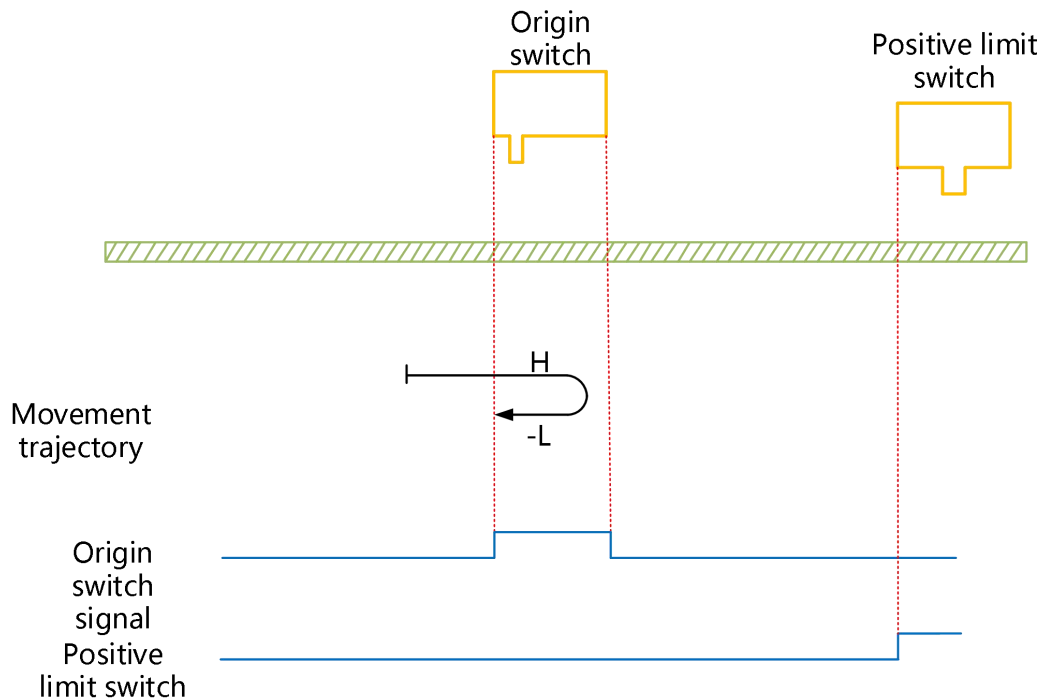 Origin
switch
Positive limit
switch
H
-L
Movement
trajectory
Origin
switch
signal
Positive
limit switch